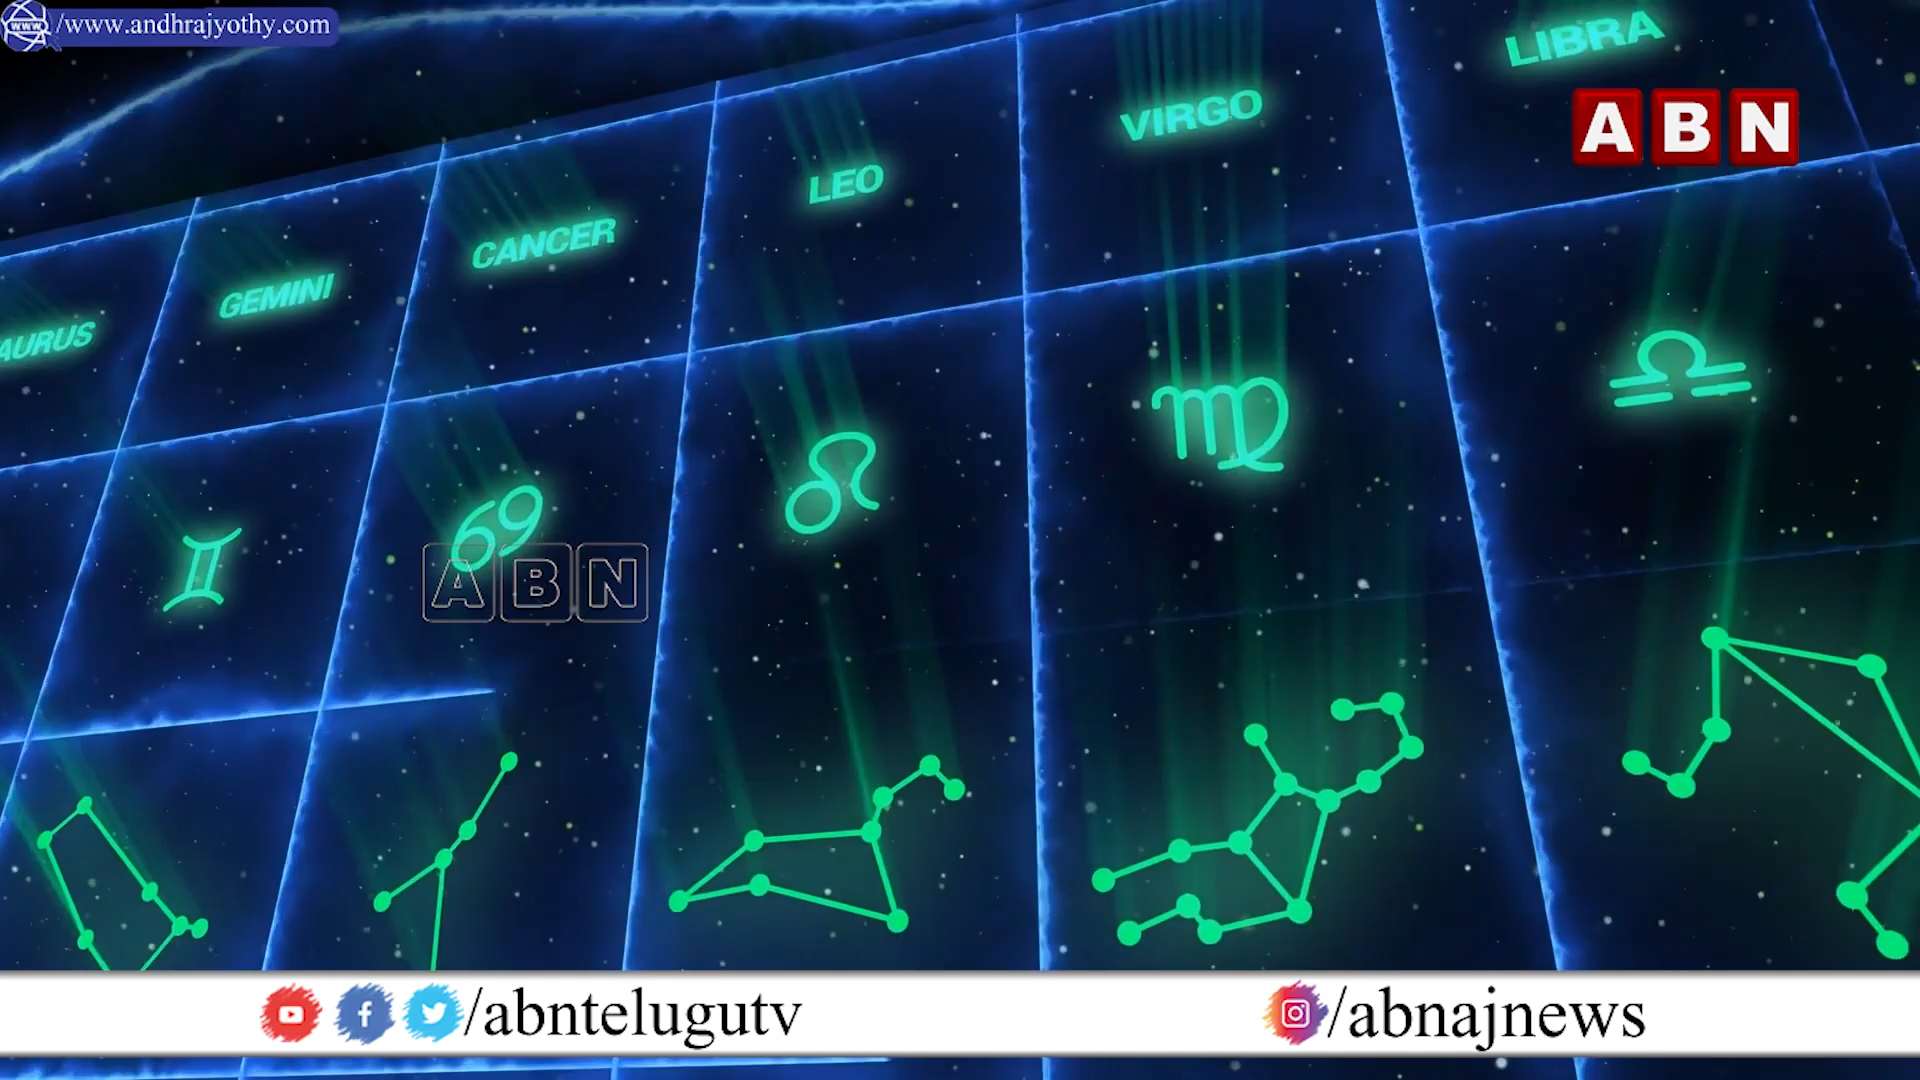 /www.andhrajyothy.com
LIBRA
VIRGO
ABN
LEO
CANCER
GEMINI
AURUS
ABN
/abntelugutv
/abnajnews